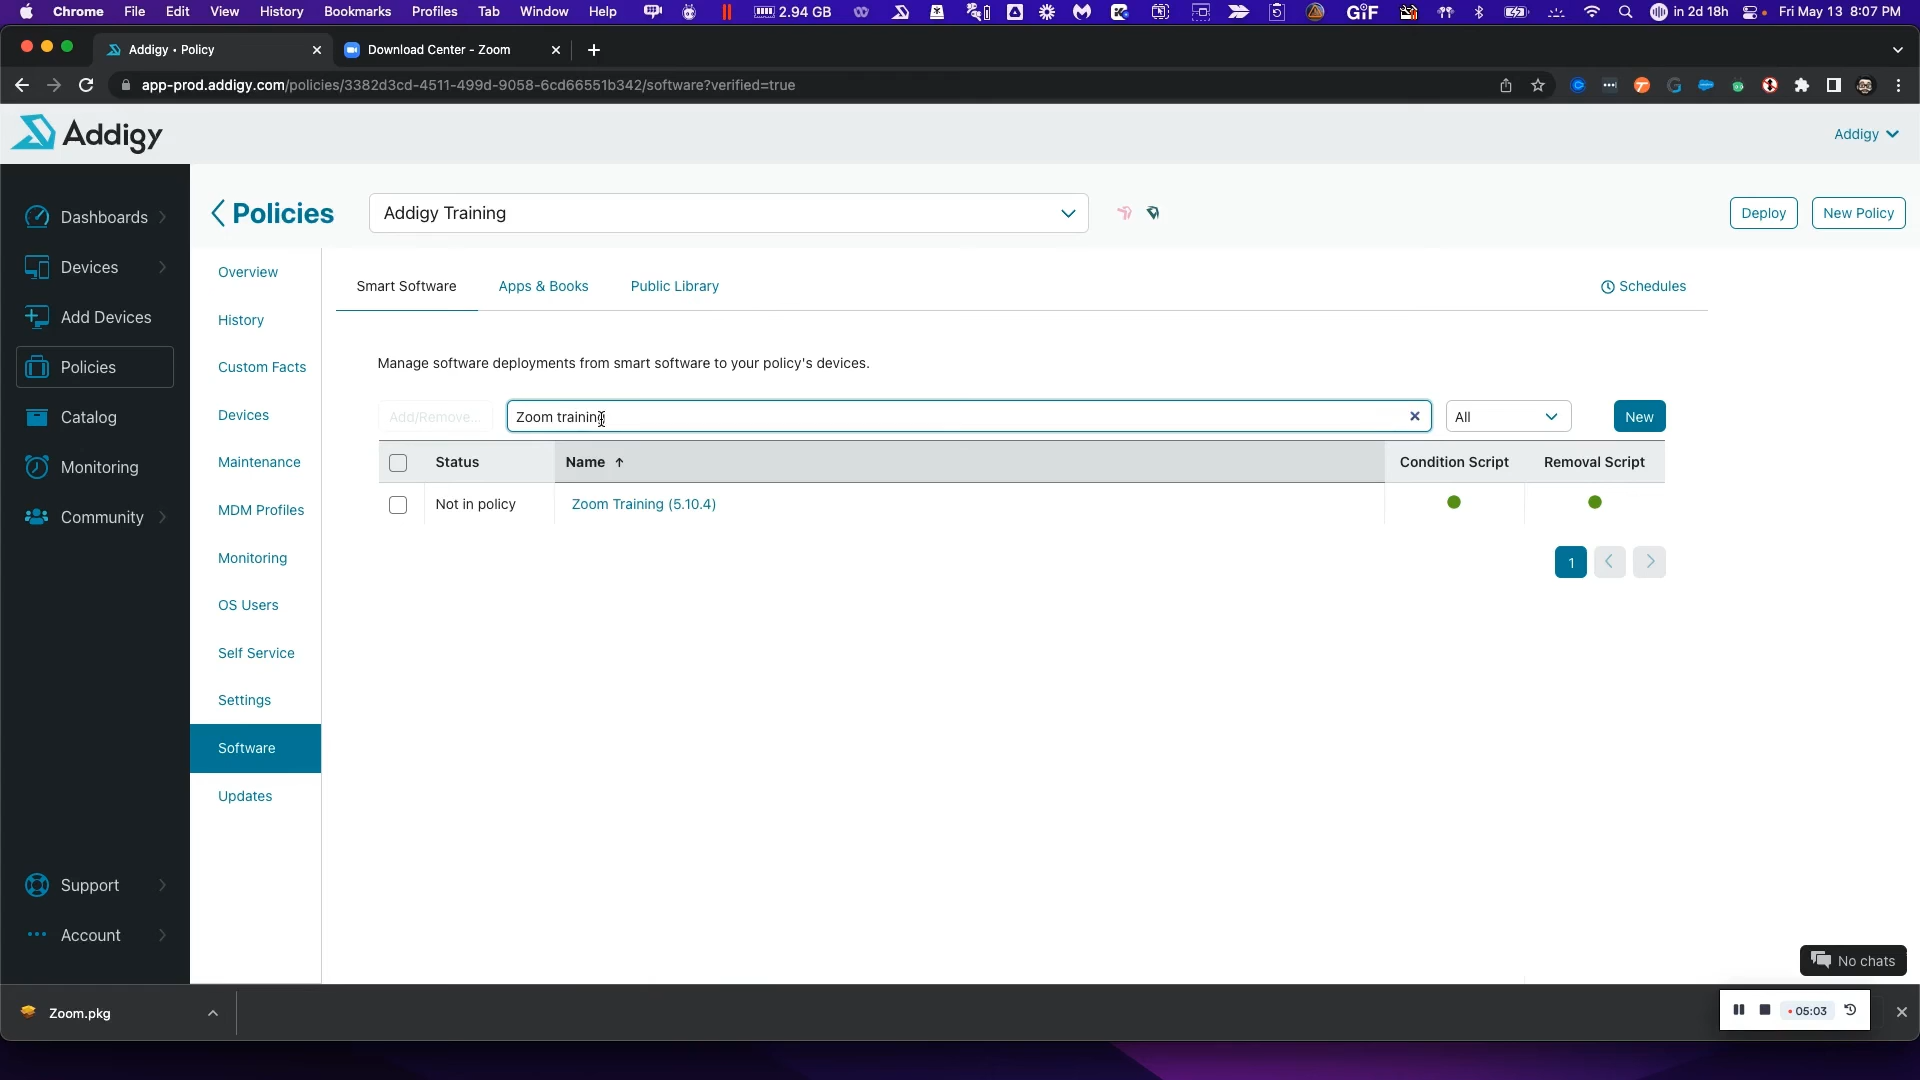 Chrome File Edit View History Bookmarks Profiles Tab Window Help 2.94 GB GIF in 2d 18h Fri May 13 8:07 PM
Addigy • Policy Download Center - Zoom
app-prod.addigy.com/policies/3382d3cd-4511-499d-9058-6cd66551b342/software?verified=true
Addigy
Addigy
Policies
Addigy Training
Deploy
New Policy
Dashboards
Devices
Add Devices
Policies
Catalog
Monitoring
Community
Support
Account
Overview
History
Custom Facts
Devices
Maintenance
MDM Profiles
Monitoring
OS Users
Self Service
Settings
Software
Updates
Smart Software Apps & Books Public Library Schedules
Manage software deployments from smart software to your policy's devices.
Add/Remove... Zoom training All New
Status Name Condition Script Removal Script
Not in policy Zoom Training (5.10.4)
1
No chats
Zoom.pkg
05:03